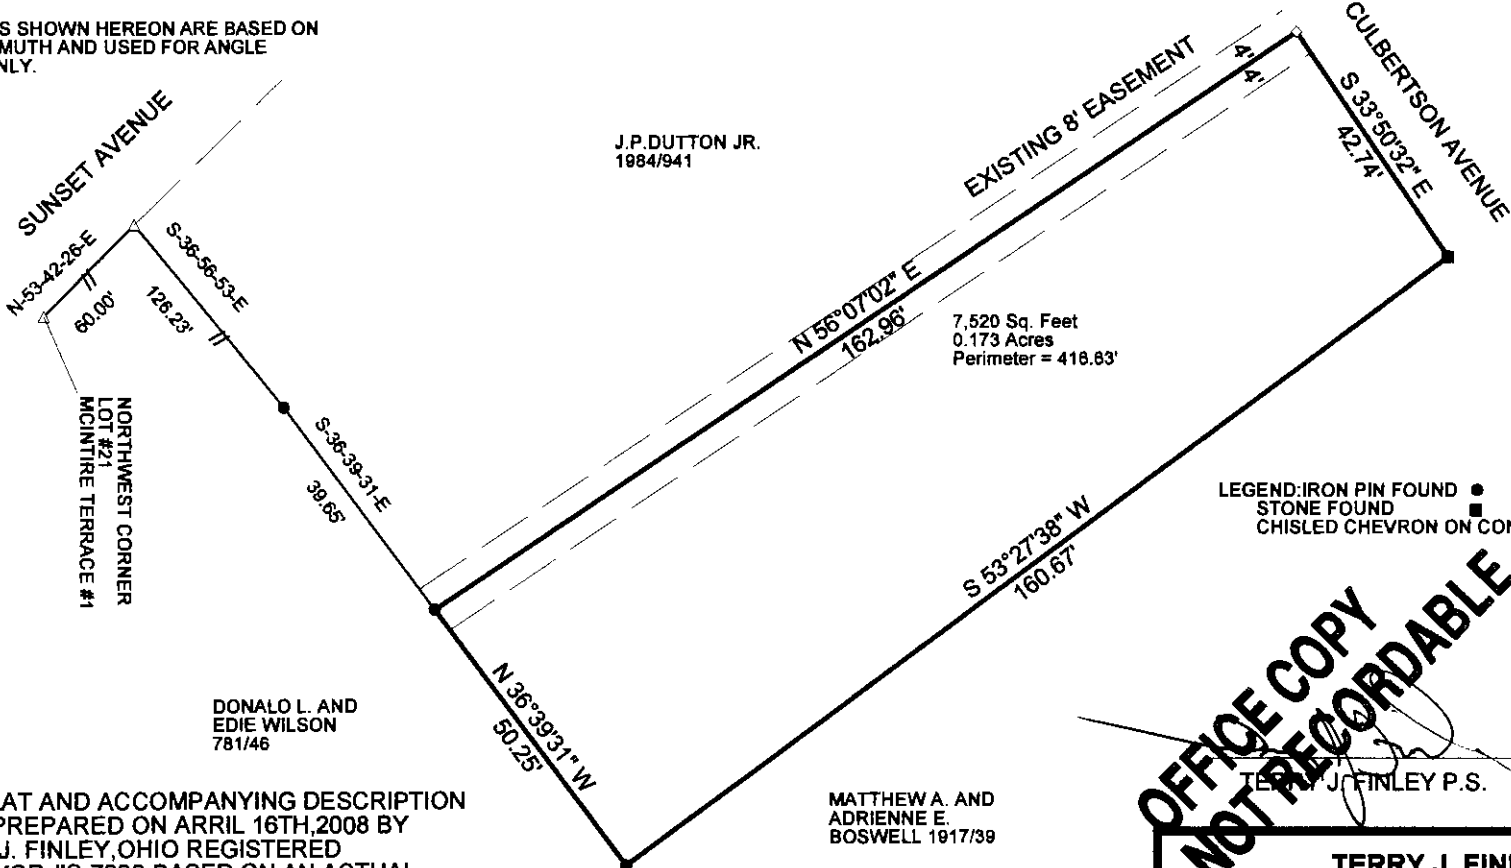 S SHOWN HEREON ARE BASED ON
MUTH AND USED FOR ANGLE
NLY.
SUNSET AVENUE
N-53-42-26-E
60.00'
S-36-56-53-E
126.23'
NORTHWEST CORNER
LOT #21
MCINTIRE TERRACE #1
S-36-39-31-E
39.65'
J.P.DUTTON JR.
1984/941
EXISTING 8' EASEMENT
4'
4'
CULBERTSON AVENUE
S 33°50'32" E
42.74'
N 56°07'02" E
162.96'
7,520 Sq. Feet
0.173 Acres
Perimeter = 416.63'
S 53°27'38" W
160.67'
LEGEND:IRON PIN FOUND
STONE FOUND
CHISLED CHEVRON ON CON
N 36°39'31" W
50.25'
DONALO L. AND
EDIE WILSON
781/46
MATTHEW A. AND
ADRIENNE E.
BOSWELL 1917/39
OFFICE COPY
NOT RECORDABLE
TERRY J. FINLEY P.S.
AT AND ACCOMPANYING DESCRIPTION
PREPARED ON ARRIL 16TH,2008 BY
J. FINLEY,OHIO REGISTERED